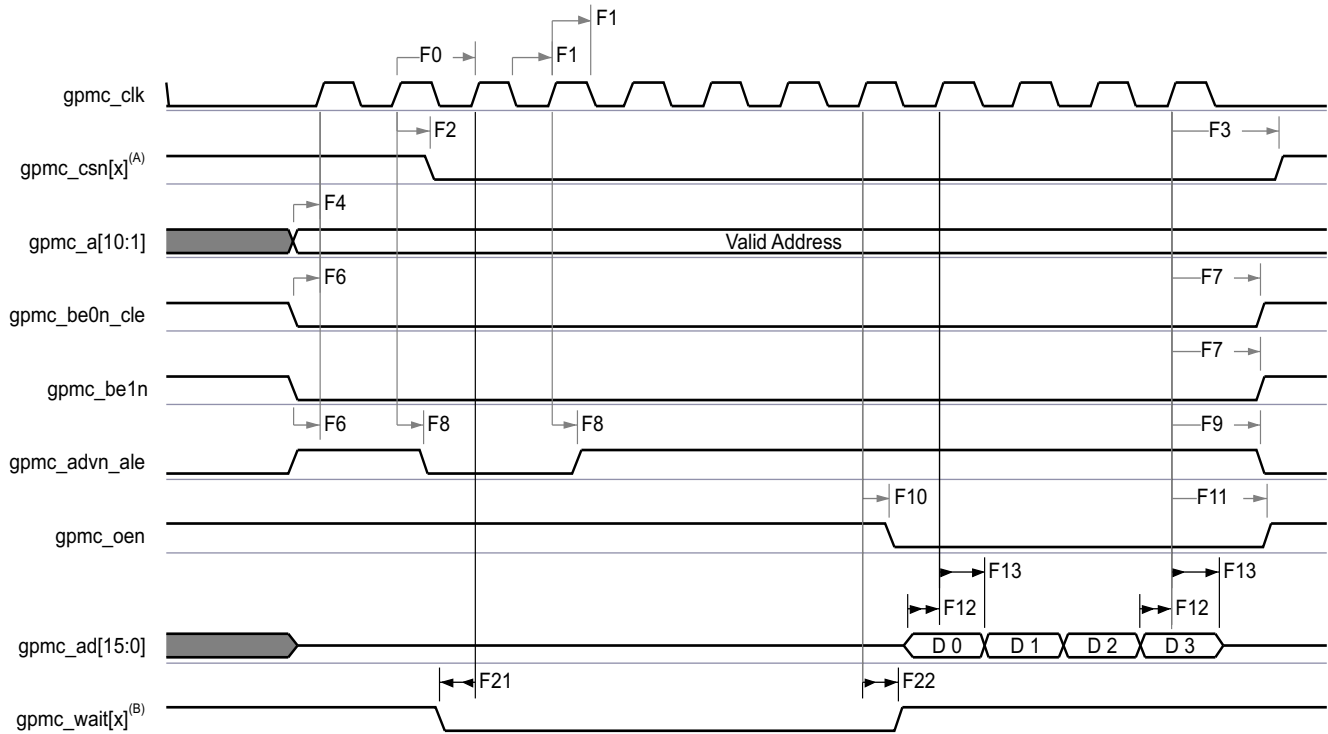 F1
F0 F1
gpmc_clk
F2 F3
gpmc_csn[x](A)
F4
gpmc_a[10:1] Valid Address
F6 F7
gpmc_be0n_cle
F7
gpmc_be1n
F6 F8 F8 F9
gpmc_advn_ale
F10 F11
gpmc_oen
F13 F13
F12 F12
gpmc_ad[15:0] D 0 D 1 D 2 D 3
F21 F22
gpmc_wait[x](B)